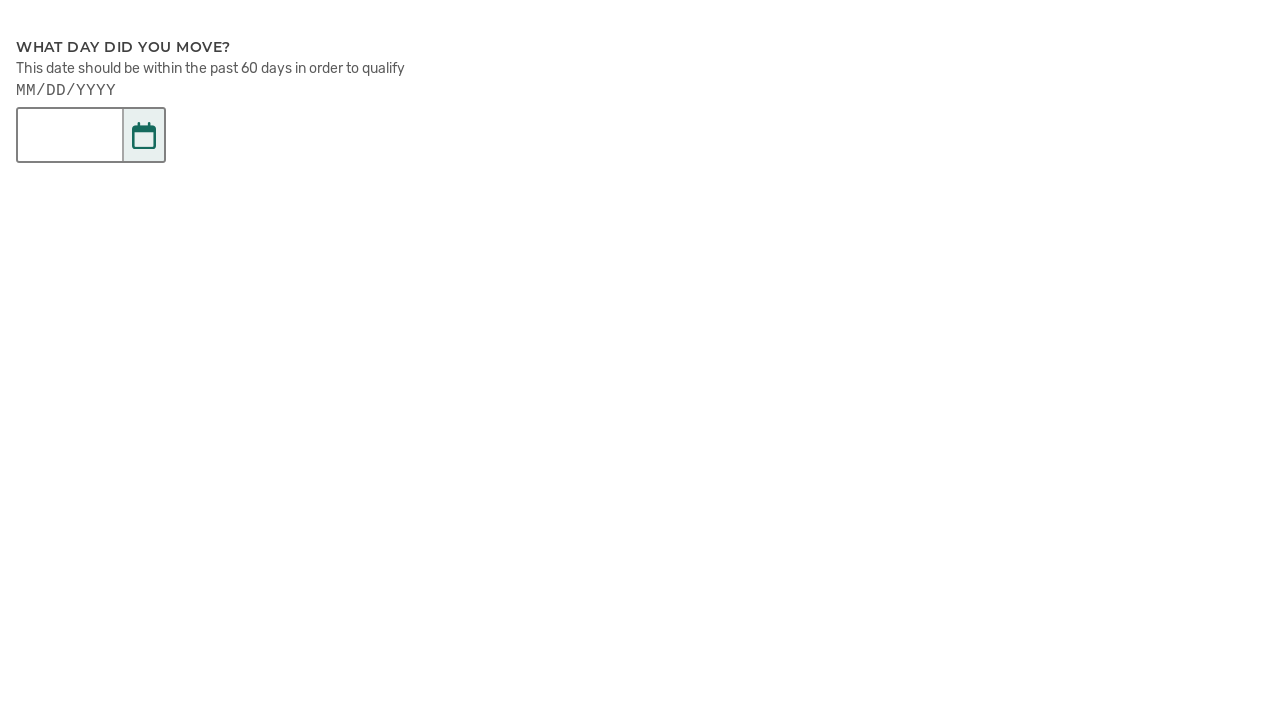 WHAT DAY DID YOU MOVE?
This date should be within the past 60 days in order to qualify
MM/DD/YYYY